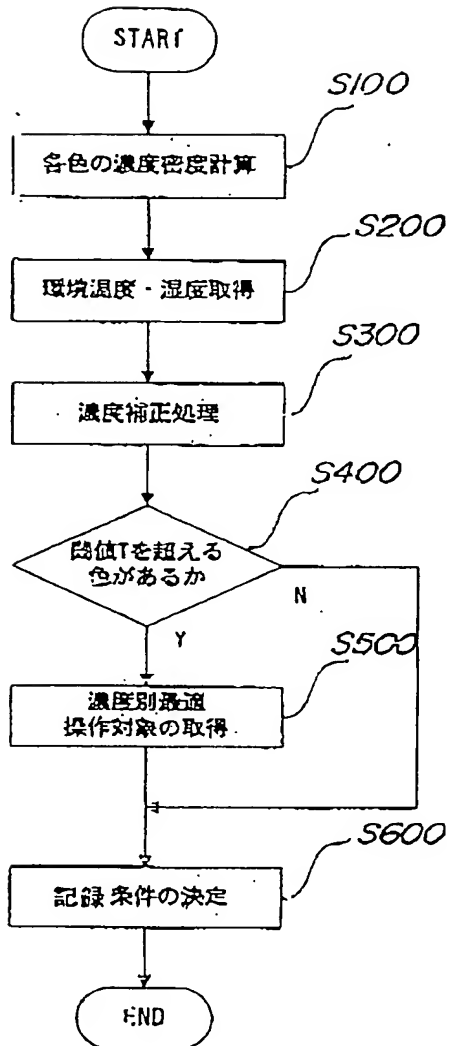 START
S100
各色の濃度密度計算
S200
環境温度・湿度取得
S300
濃度補正処理
S400
閾値Tを超える
色があるか
N
Y
S500
濃度別最適
操作対象の取得
S600
記録条件の決定
END